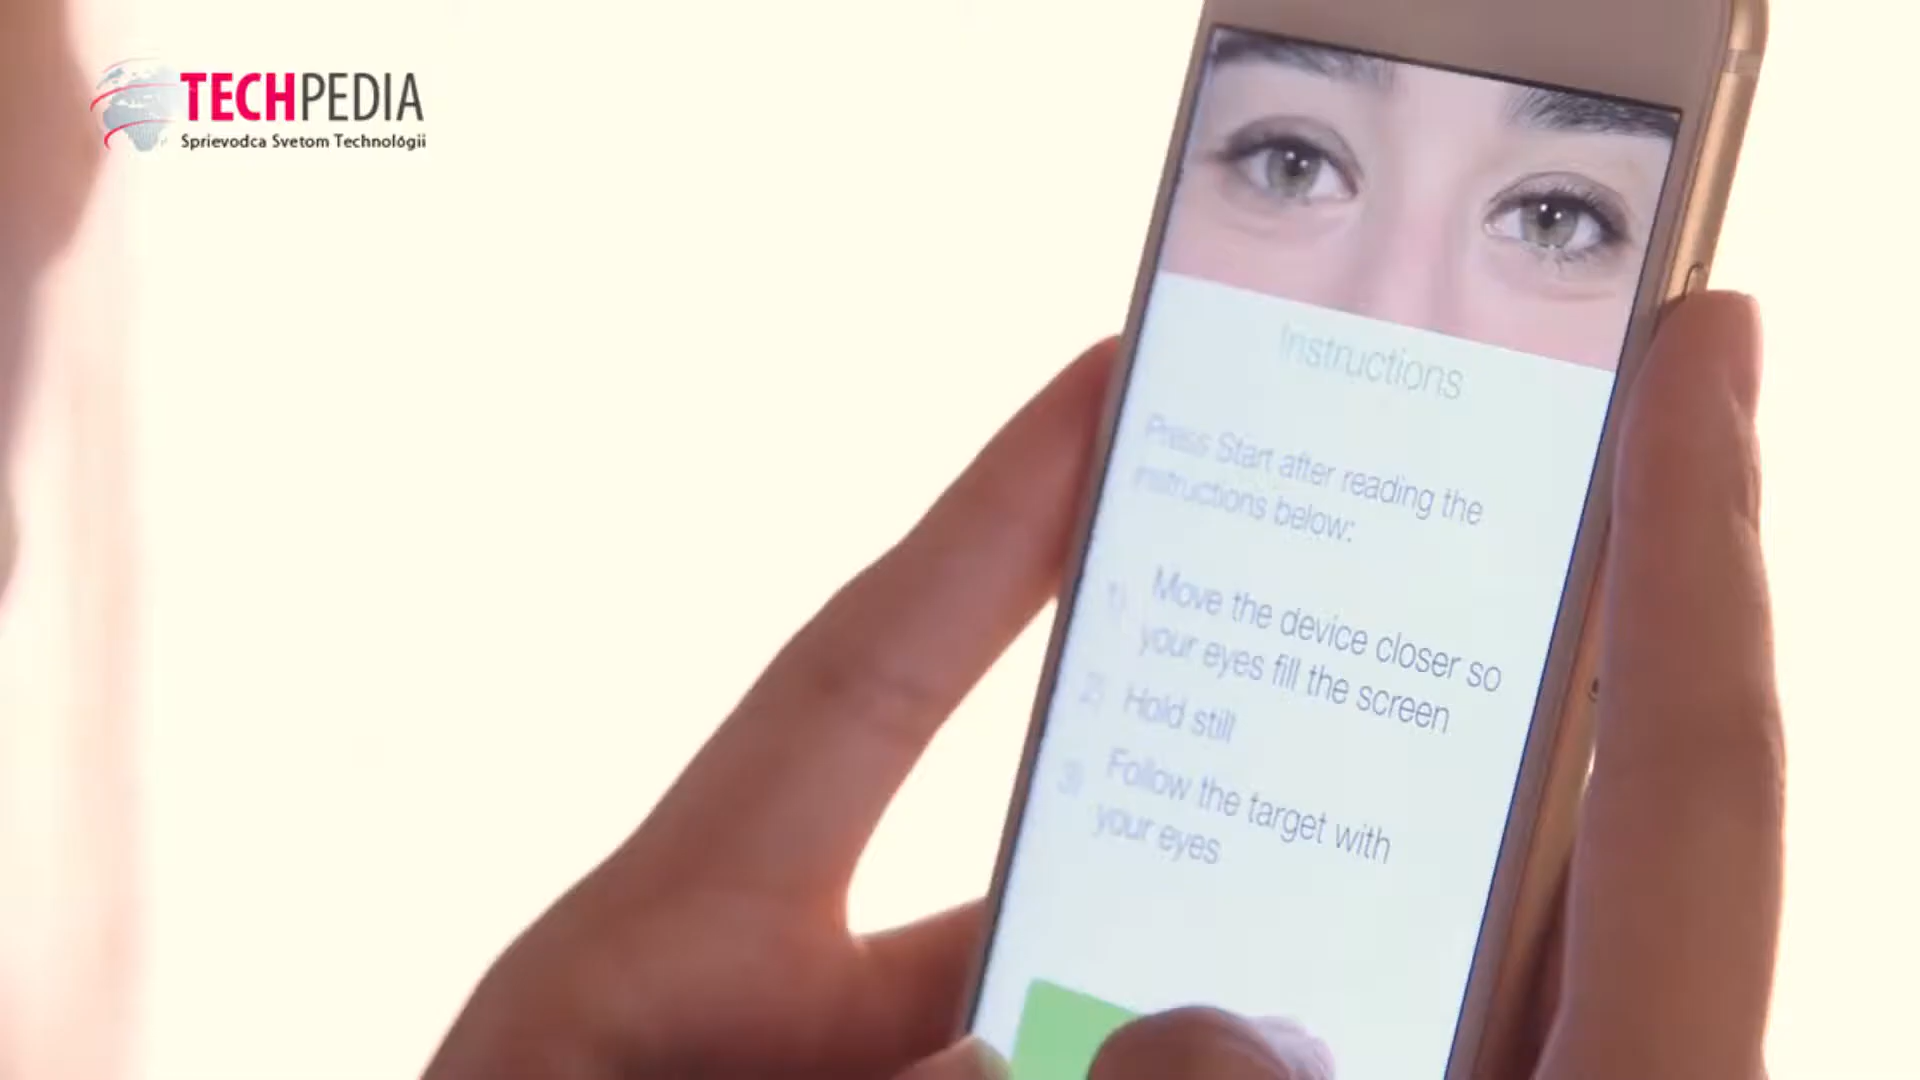 TECHPEDIA
Sprievodca Svetom Technológii
Instructions
Press Start after reading the
instructions below:
1) Move the device closer so
your eyes fill the screen
2) Hold still
3) Follow the target with
your eyes